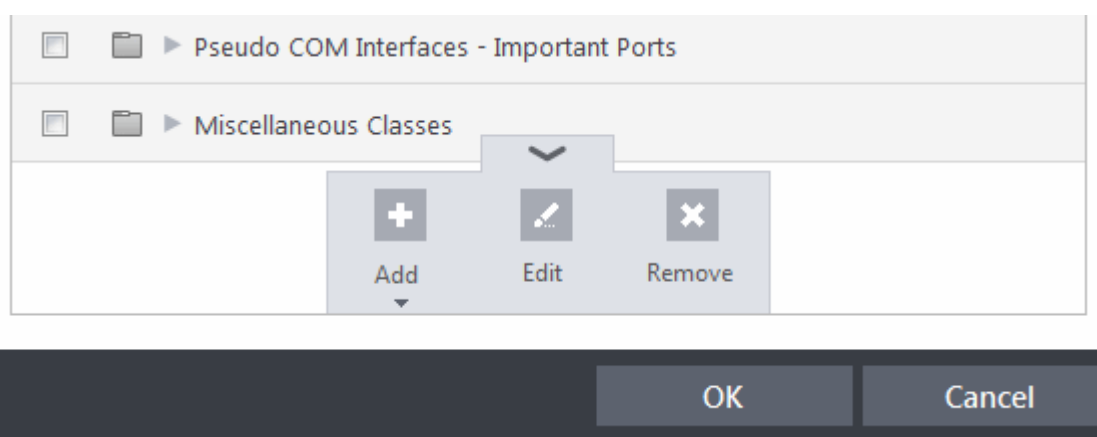 Pseudo COM Interfaces - Important Ports
Miscellaneous Classes
Add Edit Remove
OK Cancel